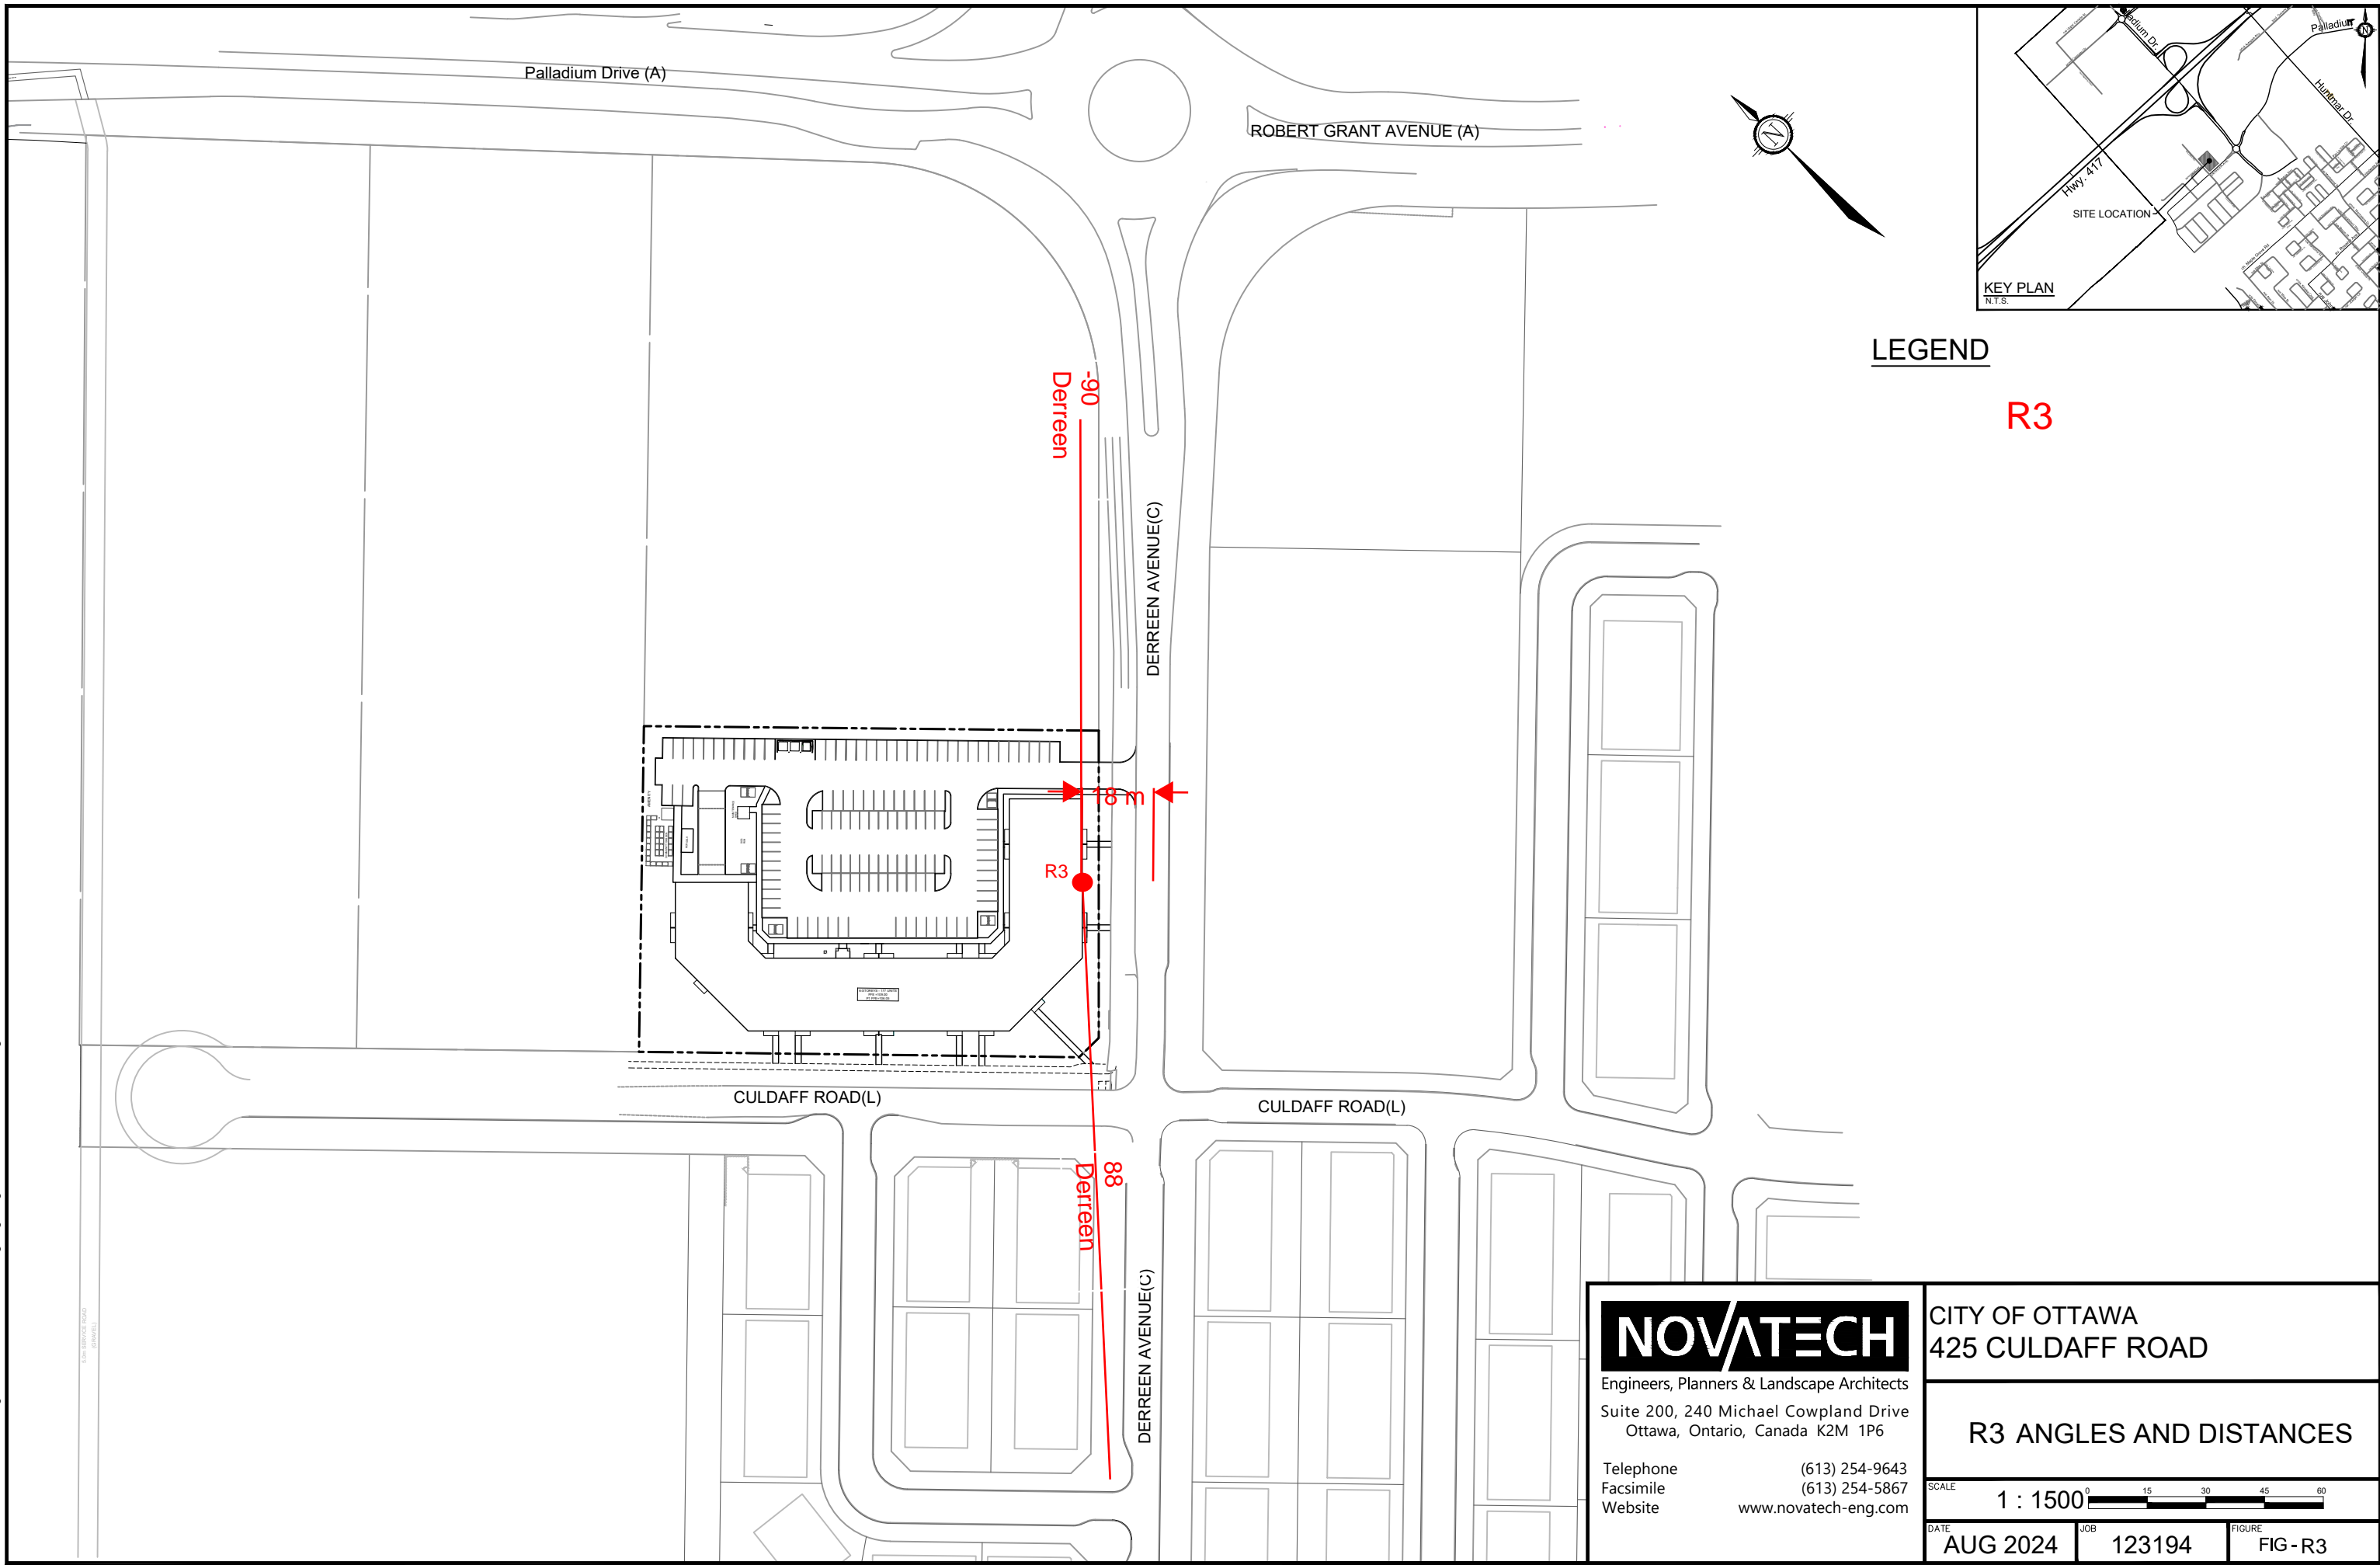 Palladium Drive (A)
ROBERT GRANT AVENUE (A)
N
Palladium
N
Huntmar Dr
Hwy. 417
SITE LOCATION
KEY PLAN
N.T.S.
LEGEND
R3
-90
Derreen
DERREEN AVENUE(C)
18 m
R3
CULDAFF ROAD(L)
CULDAFF ROAD(L)
88
Derreen
DERREEN AVENUE(C)
NOVATECH
Engineers, Planners & Landscape Architects
Suite 200, 240 Michael Cowpland Drive
Ottawa, Ontario, Canada K2M 1P6
Telephone (613) 254-9643
Facsimile (613) 254-5867
Website www.novatech-eng.com
CITY OF OTTAWA
425 CULDAFF ROAD
R3 ANGLES AND DISTANCES
SCALE
1 : 1500
0 15 30 45 60
DATE
AUG 2024
JOB
123194
FIGURE
FIG - R3